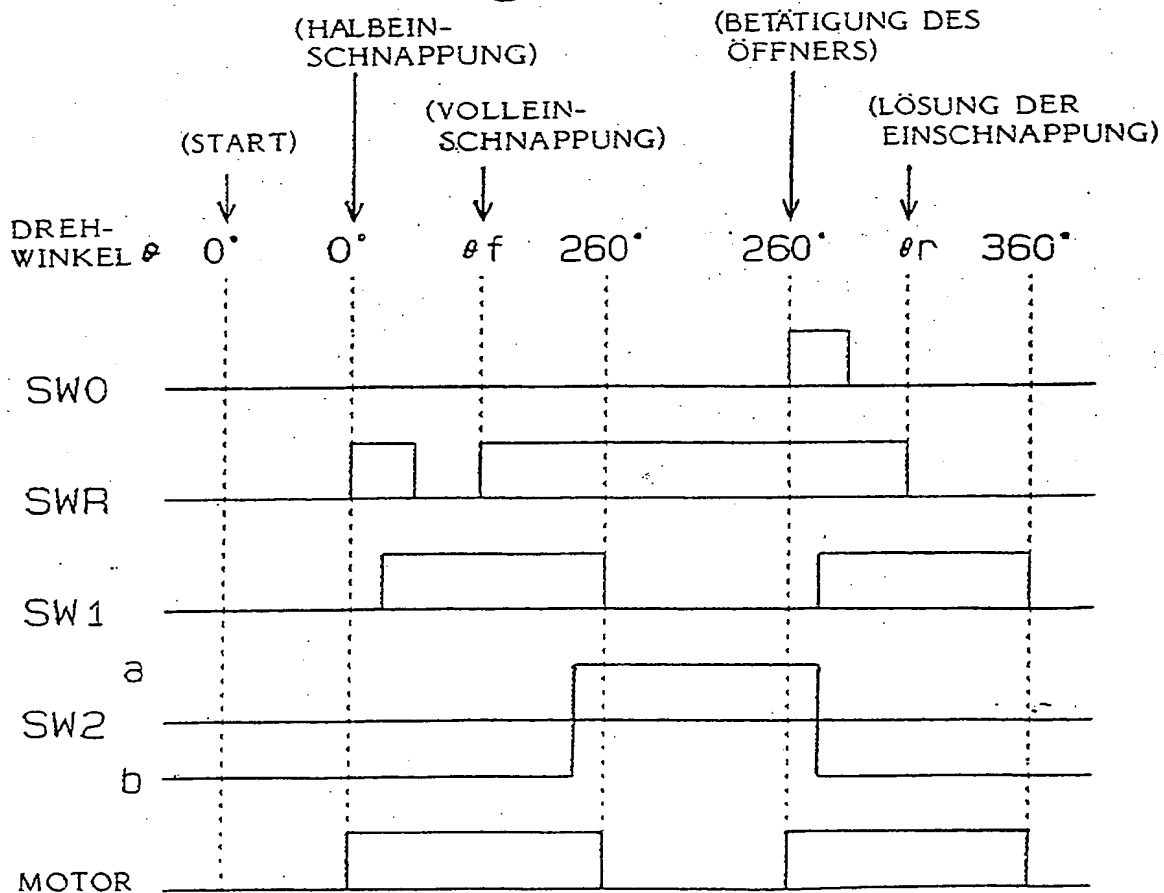 (HALBEIN-
SCHNAPPUNG)
(BETÄTIGUNG DES
ÖFFNERS)
(START)
(VOLLEIN-
SCHNAPPUNG)
(LÖSUNG DER
EINSCHNAPPUNG)
DREH-
WINKEL θ 0° 0° θf 260° 260° θr 360°
SWO
SWR
SW1
a
SW2
b
MOTOR